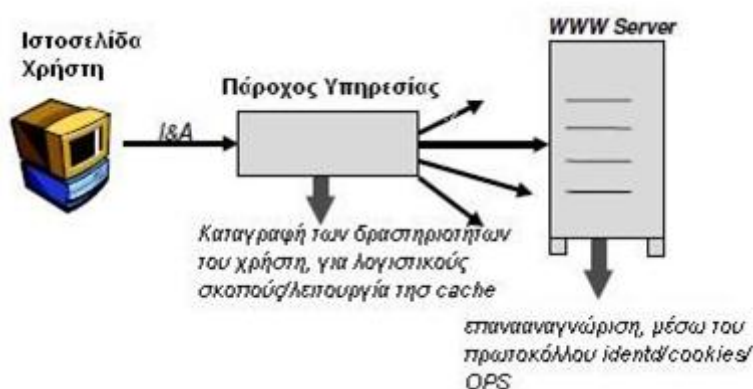 Ιστοσελίδα
Χρήστη
I&A
Πάροχος Υπηρεσίας
WWW Server
Καταγραφή των δραστηριοτήτων
του χρήστη, για λογιστικούς
σκοπούς/λειτουργία τησ cache
επανααναγνώριση, μέσω του
πρωτοκόλλου identd/cookies/
OPS